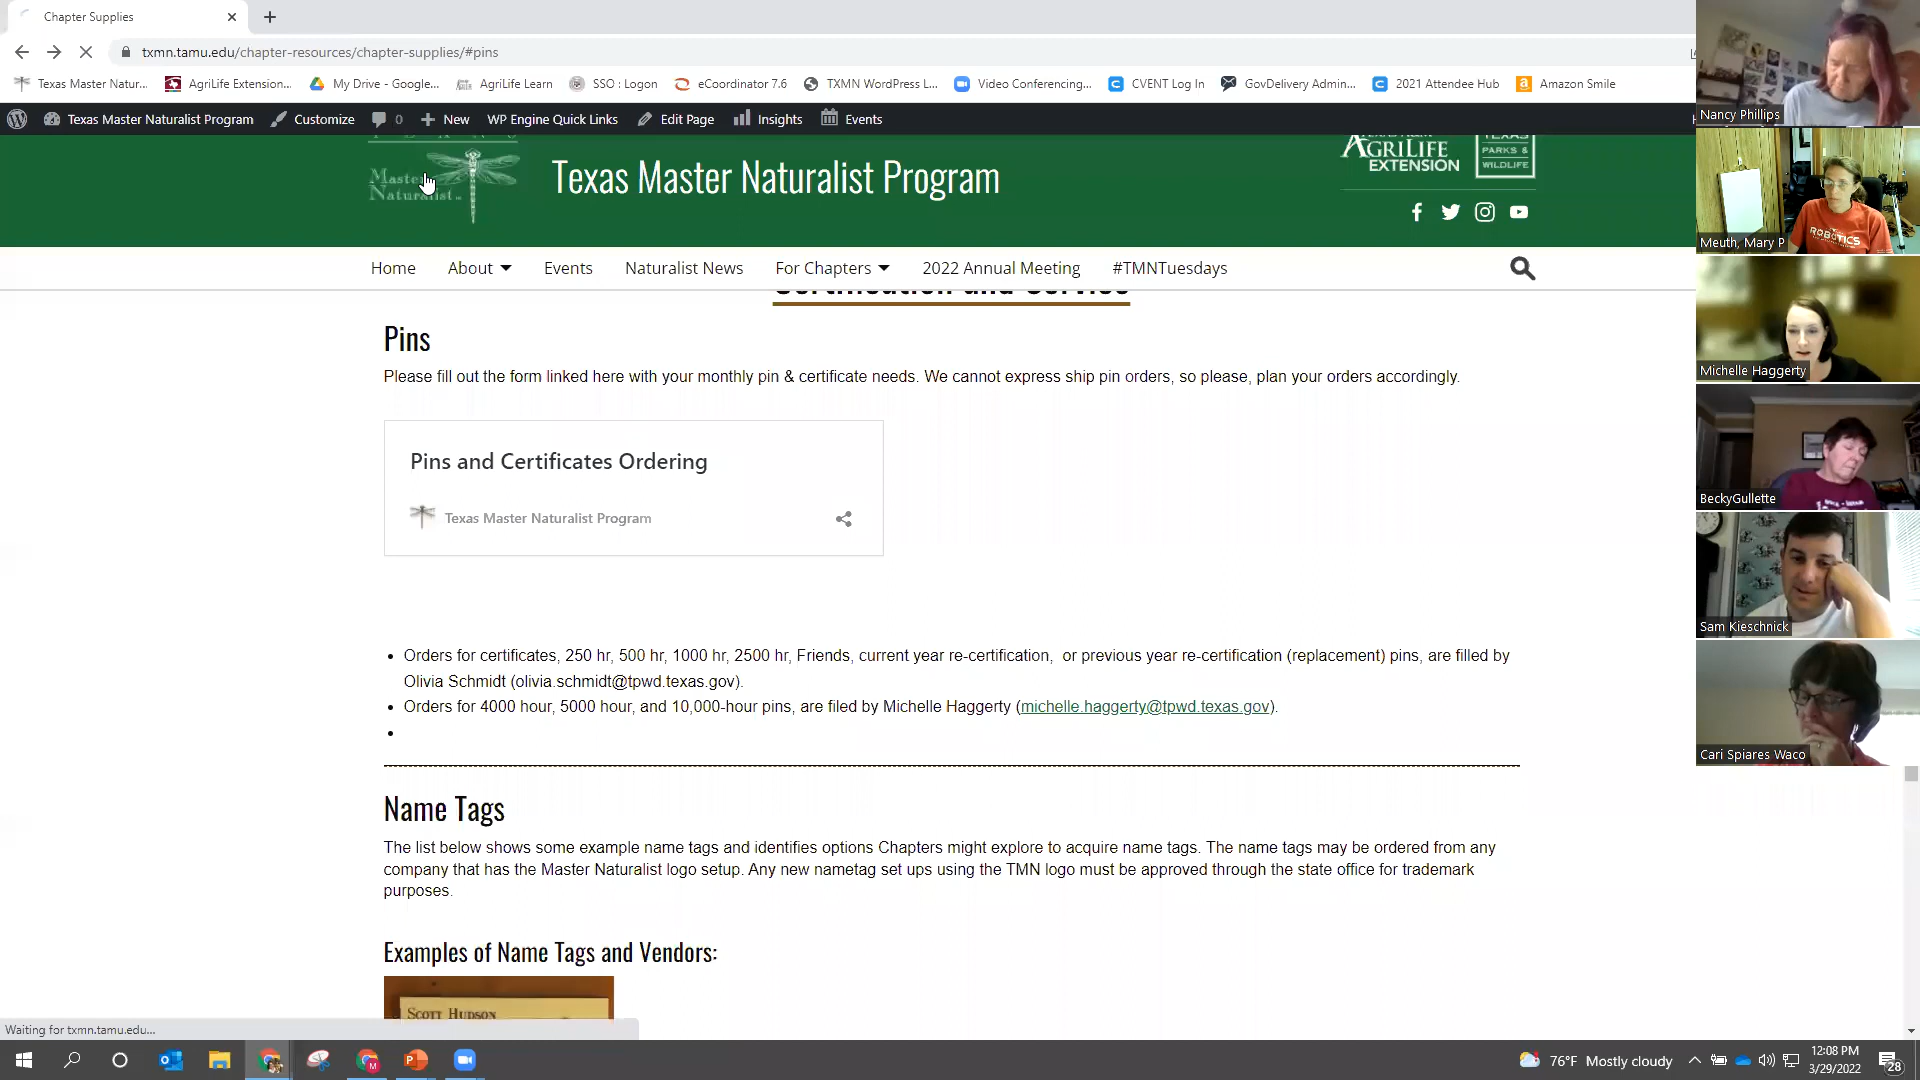 Chapter Supplies
txmn.tamu.edu/chapter-resources/chapter-supplies/#pins
Texas Master Natur... AgriLife Extension... My Drive - Google... AgriLife Learn SSO : Logon eCoordinator 7.6 TXMN WordPress L... Video Conferencing... CVENT Log In GovDelivery Admin... 2021 Attendee Hub Amazon Smile
Texas Master Naturalist Program Customize 0 New WP Engine Quick Links Edit Page Insights Events
Master
Naturalist
Texas Master Naturalist Program
AGRILIFE
EXTENSION
TEXAS
PARKS &
WILDLIFE
Home About Events Naturalist News For Chapters 2022 Annual Meeting #TMNTuesdays
Certification and Service
Pins
Please fill out the form linked here with your monthly pin & certificate needs. We cannot express ship pin orders, so please, plan your orders accordingly.
Pins and Certificates Ordering
Texas Master Naturalist Program
• Orders for certificates, 250 hr, 500 hr, 1000 hr, 2500 hr, Friends, current year re-certification,  or previous year re-certification (replacement) pins, are filled by
Olivia Schmidt (olivia.schmidt@tpwd.texas.gov).
• Orders for 4000 hour, 5000 hour, and 10,000-hour pins, are filed by Michelle Haggerty (michelle.haggerty@tpwd.texas.gov).
•
Name Tags
The list below shows some example name tags and identifies options Chapters might explore to acquire name tags. The name tags may be ordered from any
company that has the Master Naturalist logo setup. Any new nametag set ups using the TMN logo must be approved through the state office for trademark
purposes.
Examples of Name Tags and Vendors:
SCOTT HUDSON
Waiting for txmn.tamu.edu...
Nancy Phillips
ROBOTICS
Meuth, Mary P
Michelle Haggerty
BeckyGullette
Sam Kieschnick
Cari Spiares Waco
76°F Mostly cloudy
12:08 PM
3/29/2022
28